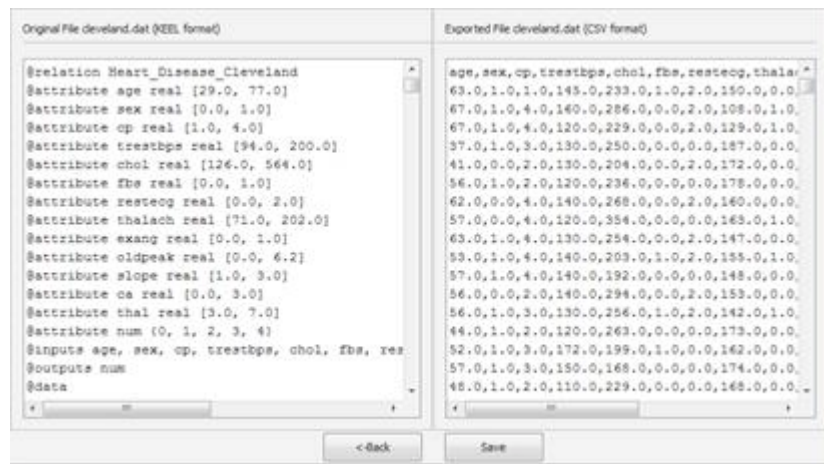 Original File cleveland.dat (KEEL format)
@relation Heart_Disease_Cleveland
@attribute age real [29.0, 77.0]
@attribute sex real [0.0, 1.0]
@attribute cp real [1.0, 4.0]
@attribute trestbps real [94.0, 200.0]
@attribute chol real [126.0, 564.0]
@attribute fbs real [0.0, 1.0]
@attribute restecg real [0.0, 2.0]
@attribute thalach real [71.0, 202.0]
@attribute exang real [0.0, 1.0]
@attribute oldpeak real [0.0, 6.2]
@attribute slope real [1.0, 3.0]
@attribute ca real [0.0, 3.0]
@attribute thal real [3.0, 7.0]
@attribute num {0, 1, 2, 3, 4}
@inputs age, sex, cp, trestbps, chol, fbs, res
@outputs num
@data
Exported File cleveland.dat (CSV format)
age,sex,cp,trestbps,chol,fbs,restecg,thala
63.0,1.0,1.0,145.0,233.0,1.0,2.0,150.0,0.0,
67.0,1.0,4.0,160.0,286.0,0.0,2.0,108.0,1.0,
67.0,1.0,4.0,120.0,229.0,0.0,2.0,129.0,1.0,
37.0,1.0,3.0,130.0,250.0,0.0,0.0,187.0,0.0,
41.0,0.0,2.0,130.0,204.0,0.0,2.0,172.0,0.0,
56.0,1.0,2.0,120.0,236.0,0.0,0.0,178.0,0.0,
62.0,0.0,4.0,140.0,268.0,0.0,2.0,160.0,0.0,
57.0,0.0,4.0,120.0,354.0,0.0,0.0,163.0,1.0,
63.0,1.0,4.0,130.0,254.0,0.0,2.0,147.0,0.0,
53.0,1.0,4.0,140.0,203.0,1.0,2.0,155.0,1.0,
57.0,1.0,4.0,140.0,192.0,0.0,0.0,148.0,0.0,
56.0,0.0,2.0,140.0,294.0,0.0,2.0,153.0,0.0,
56.0,1.0,3.0,130.0,256.0,1.0,2.0,142.0,1.0,
44.0,1.0,2.0,120.0,263.0,0.0,0.0,173.0,0.0,
52.0,1.0,3.0,172.0,199.0,1.0,0.0,162.0,0.0,
57.0,1.0,3.0,150.0,168.0,0.0,0.0,174.0,0.0,
48.0,1.0,2.0,110.0,229.0,0.0,0.0,168.0,0.0,
<-Back
Save